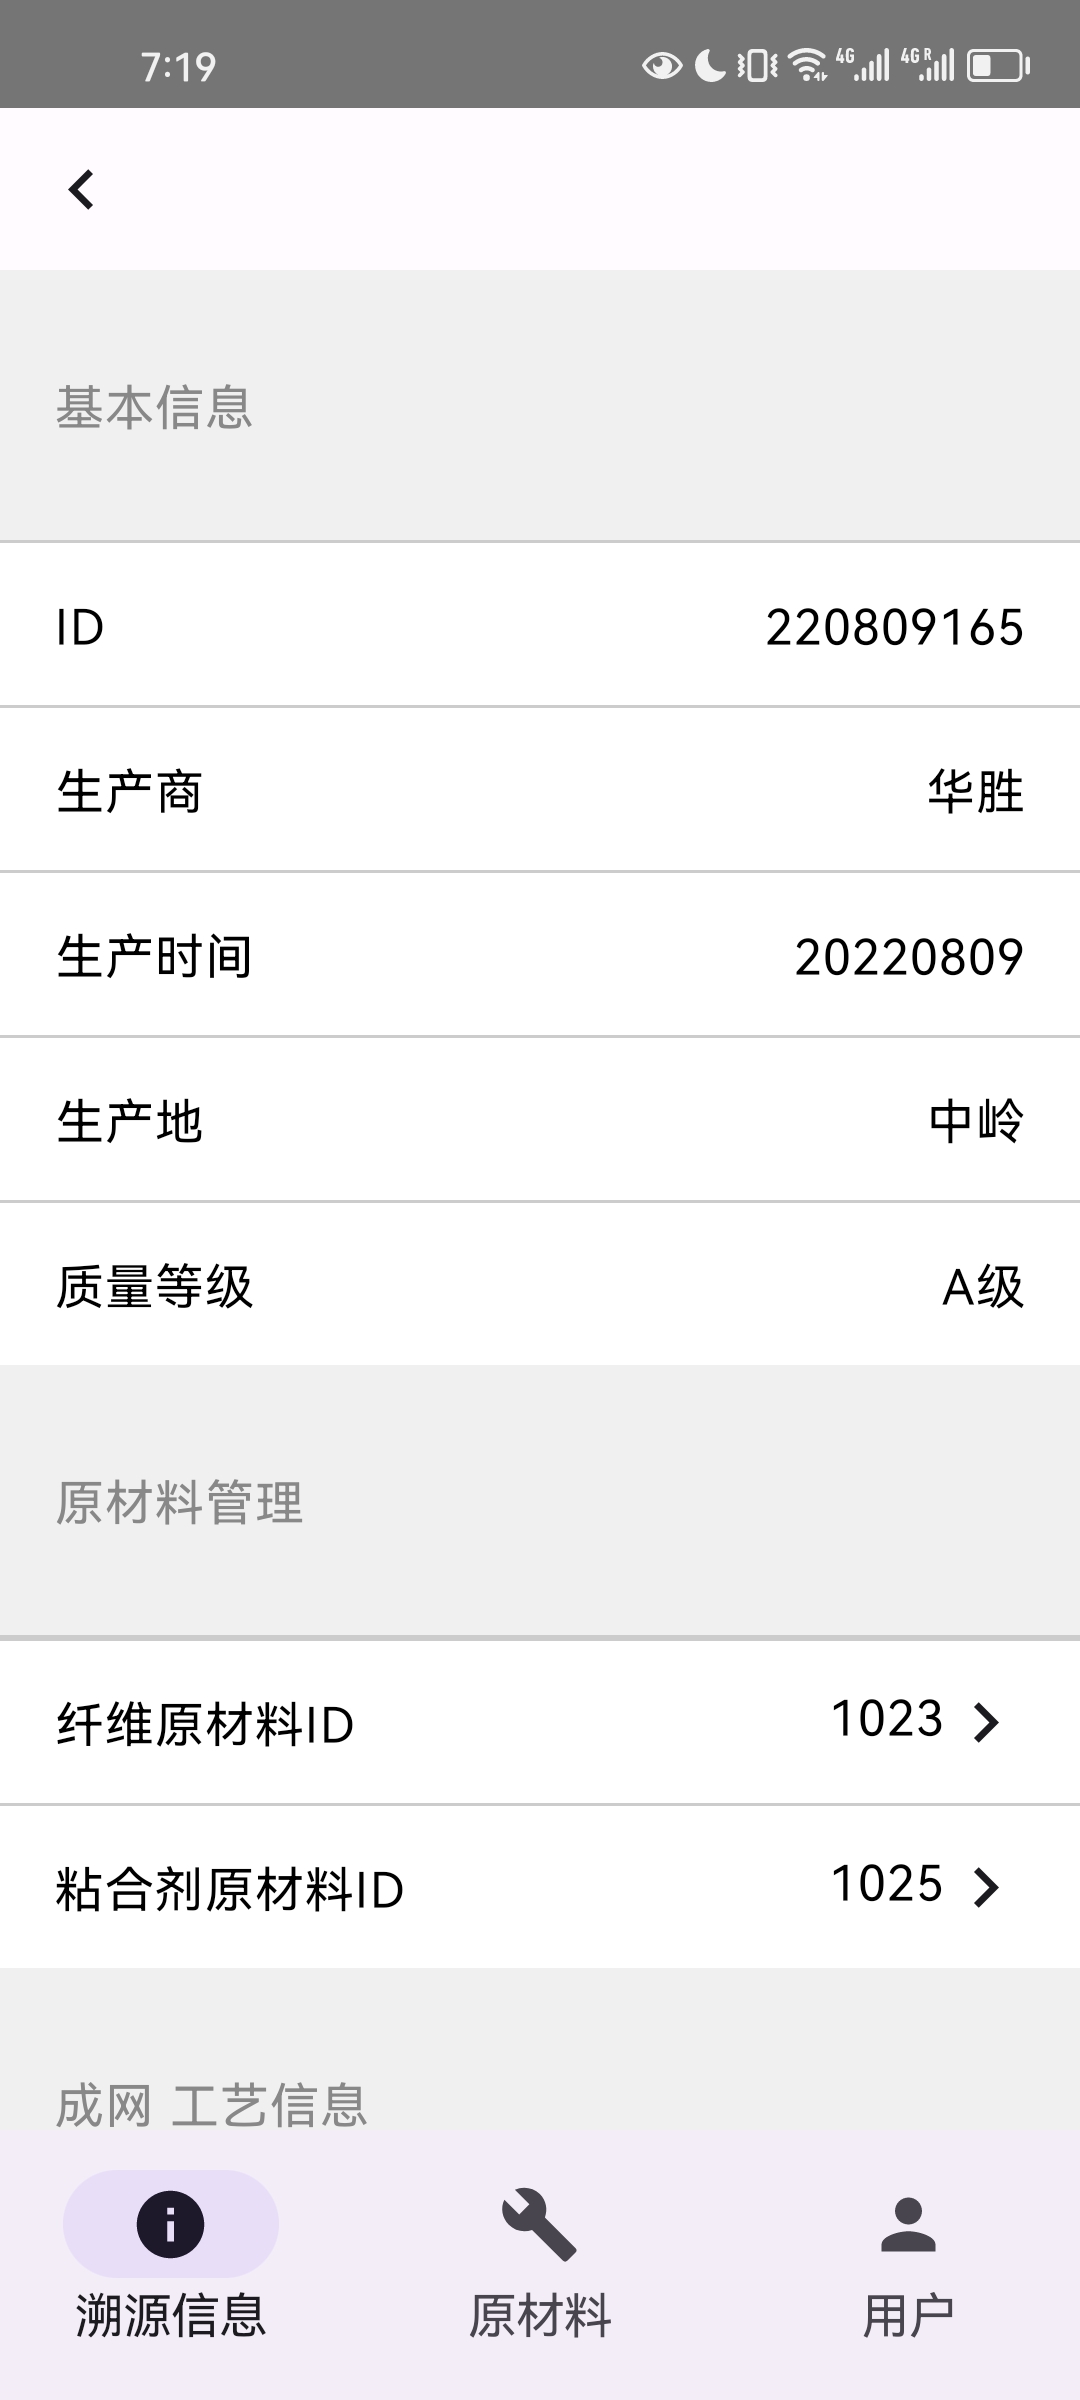 7:19
4G 4G R
基本信息
ID 220809165
生产商 华胜
生产时间 20220809
生产地 中岭
质量等级 A级
原材料管理
纤维原材料ID 1023
粘合剂原材料ID 1025
成网 工艺信息
溯源信息 原材料 用户